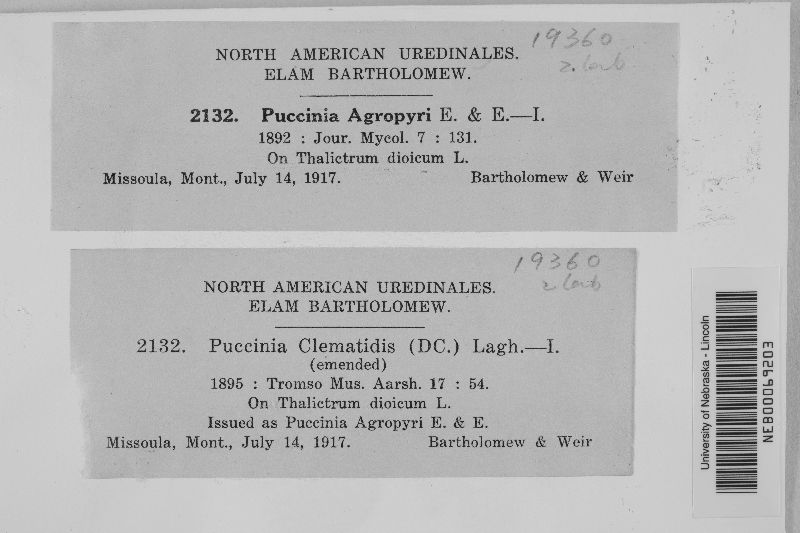 19360
NORTH AMERICAN UREDINALES.
ELAM BARTHOLOMEW.
2132. Puccinia Agropyri E. & E.—I.
1892 : Jour. Mycol. 7 : 131.
On Thalictrum dioicum L.
Missoula, Mont., July 14, 1917. Bartholomew & Weir
19360
NORTH AMERICAN UREDINALES.
ELAM BARTHOLOMEW.
2132. Puccinia Clematidis (DC.) Lagh.—I.
(emended)
1895 : Tromso Mus. Aarsh. 17 : 54.
On Thalictrum dioicum L.
Issued as Puccinia Agropyri E. & E.
Missoula, Mont., July 14, 1917. Bartholomew & Weir
University of Nebraska - Lincoln
NEB00069203